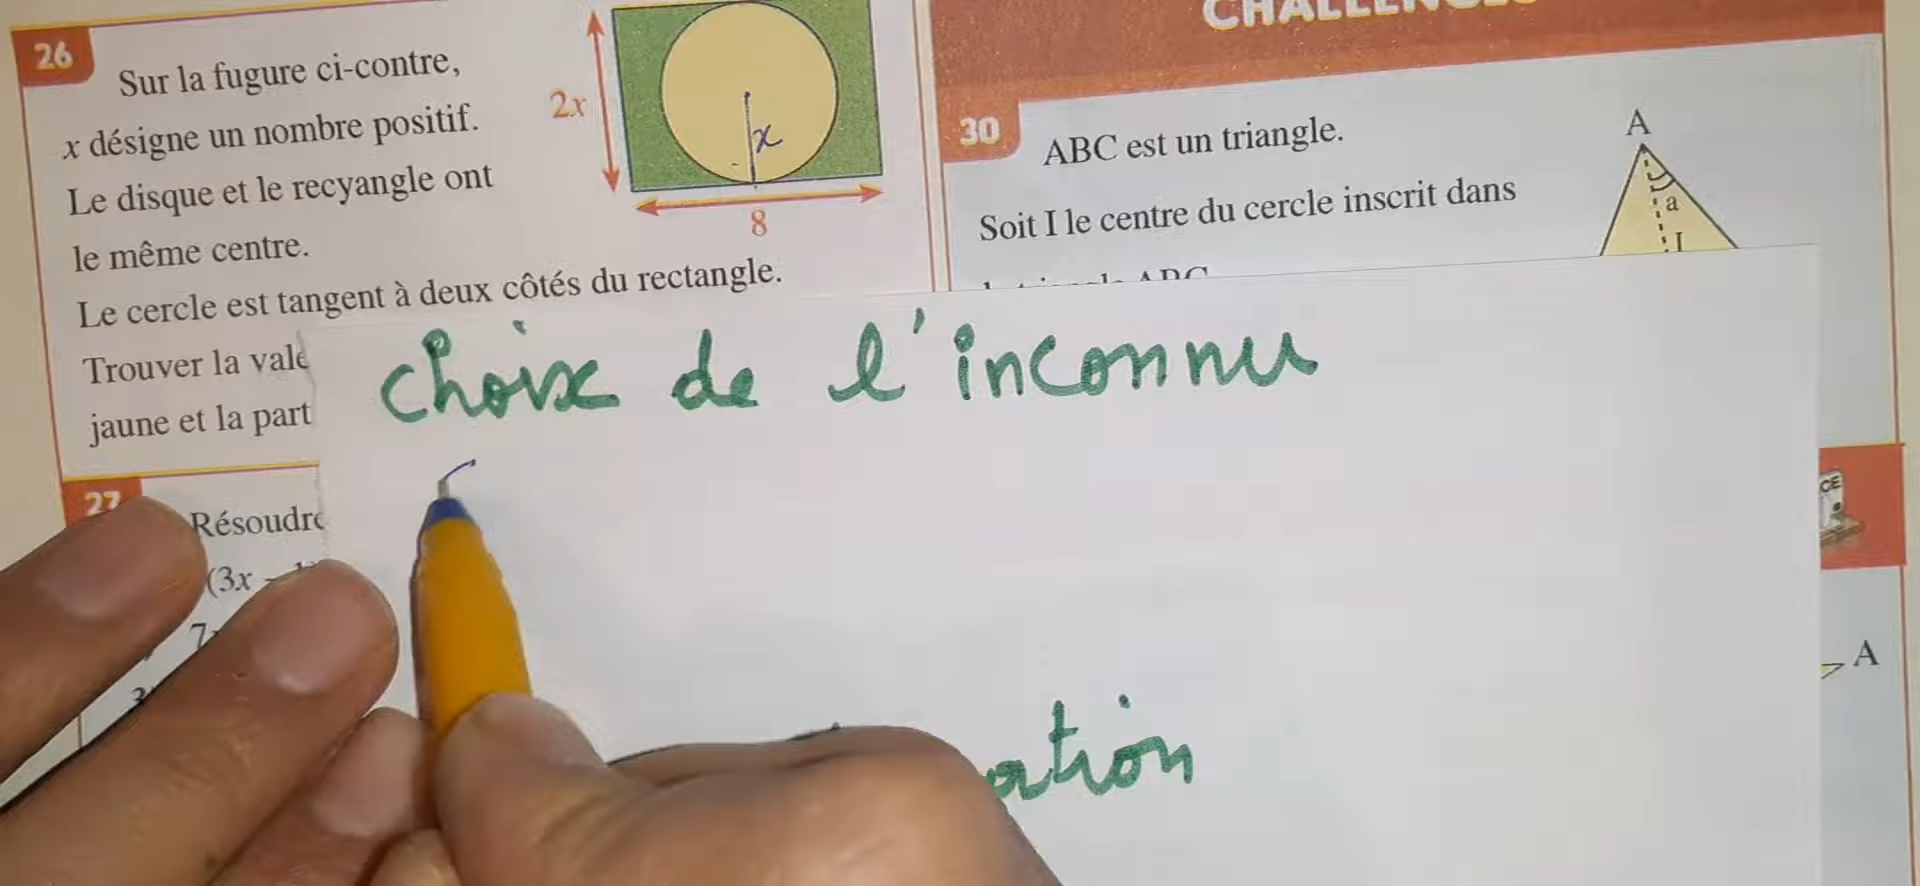 26
Sur la fugure ci-contre,
x désigne un nombre positif.
Le disque et le recyangle ont
le même centre.
Le cercle est tangent à deux côtés du rectangle.
Trouver la vale
jaune et la part
2x
x
8
27
Résoudre
(3x -
7
CHALLENGES
30
ABC est un triangle.
Soit I le centre du cercle inscrit dans
A
a
I
choix de l'inconnu
ation
CE
A